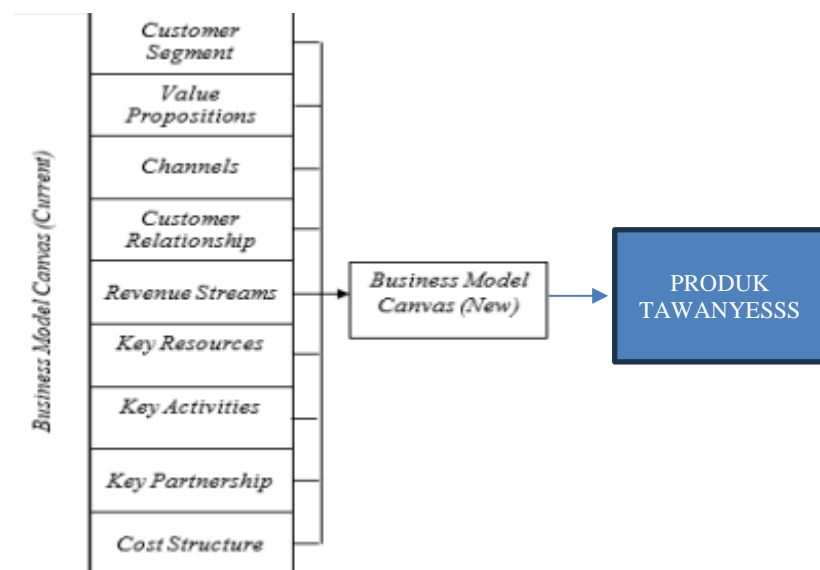 Business Model Canvas (Current)
Customer
Segment
Value
Propositions
Channels
Customer
Relationship
Revenue Streams
Key Resources
Key Activities
Key Partnership
Cost Structure
Business Model
Canvas (New)
PRODUK
TAWANYESSS